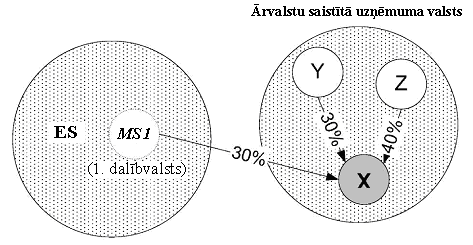 Ārvalstu saistītā uzņēmuma valsts
Y
Z
ES
MS1
(1. dalībvalsts)
30%
30%
40%
X